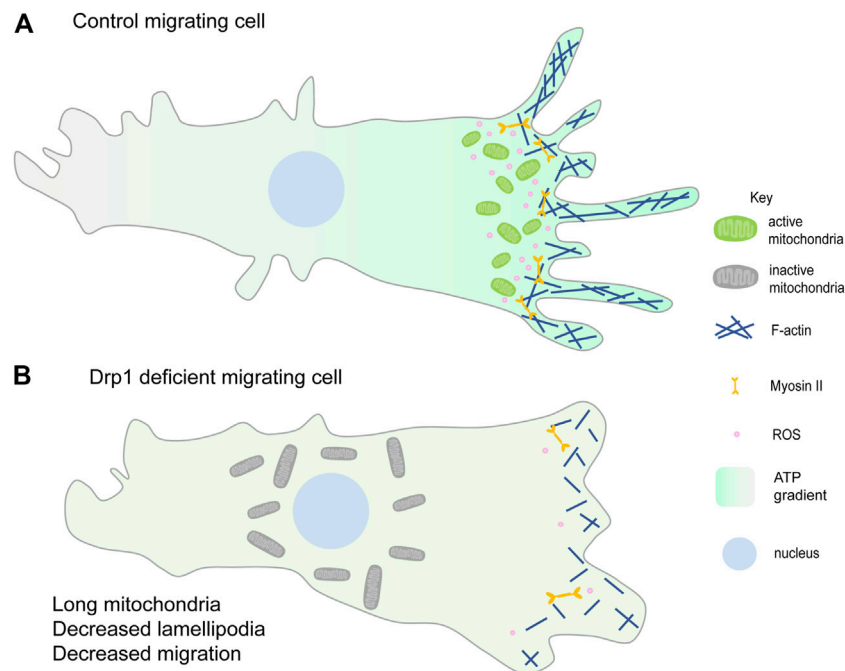 A Control migrating cell
Key
active
mitochondria
inactive
mitochondria
F-actin
Myosin II
ROS
ATP
gradient
nucleus
B Drp1 deficient migrating cell
Long mitochondria
Decreased lamellipodia
Decreased migration